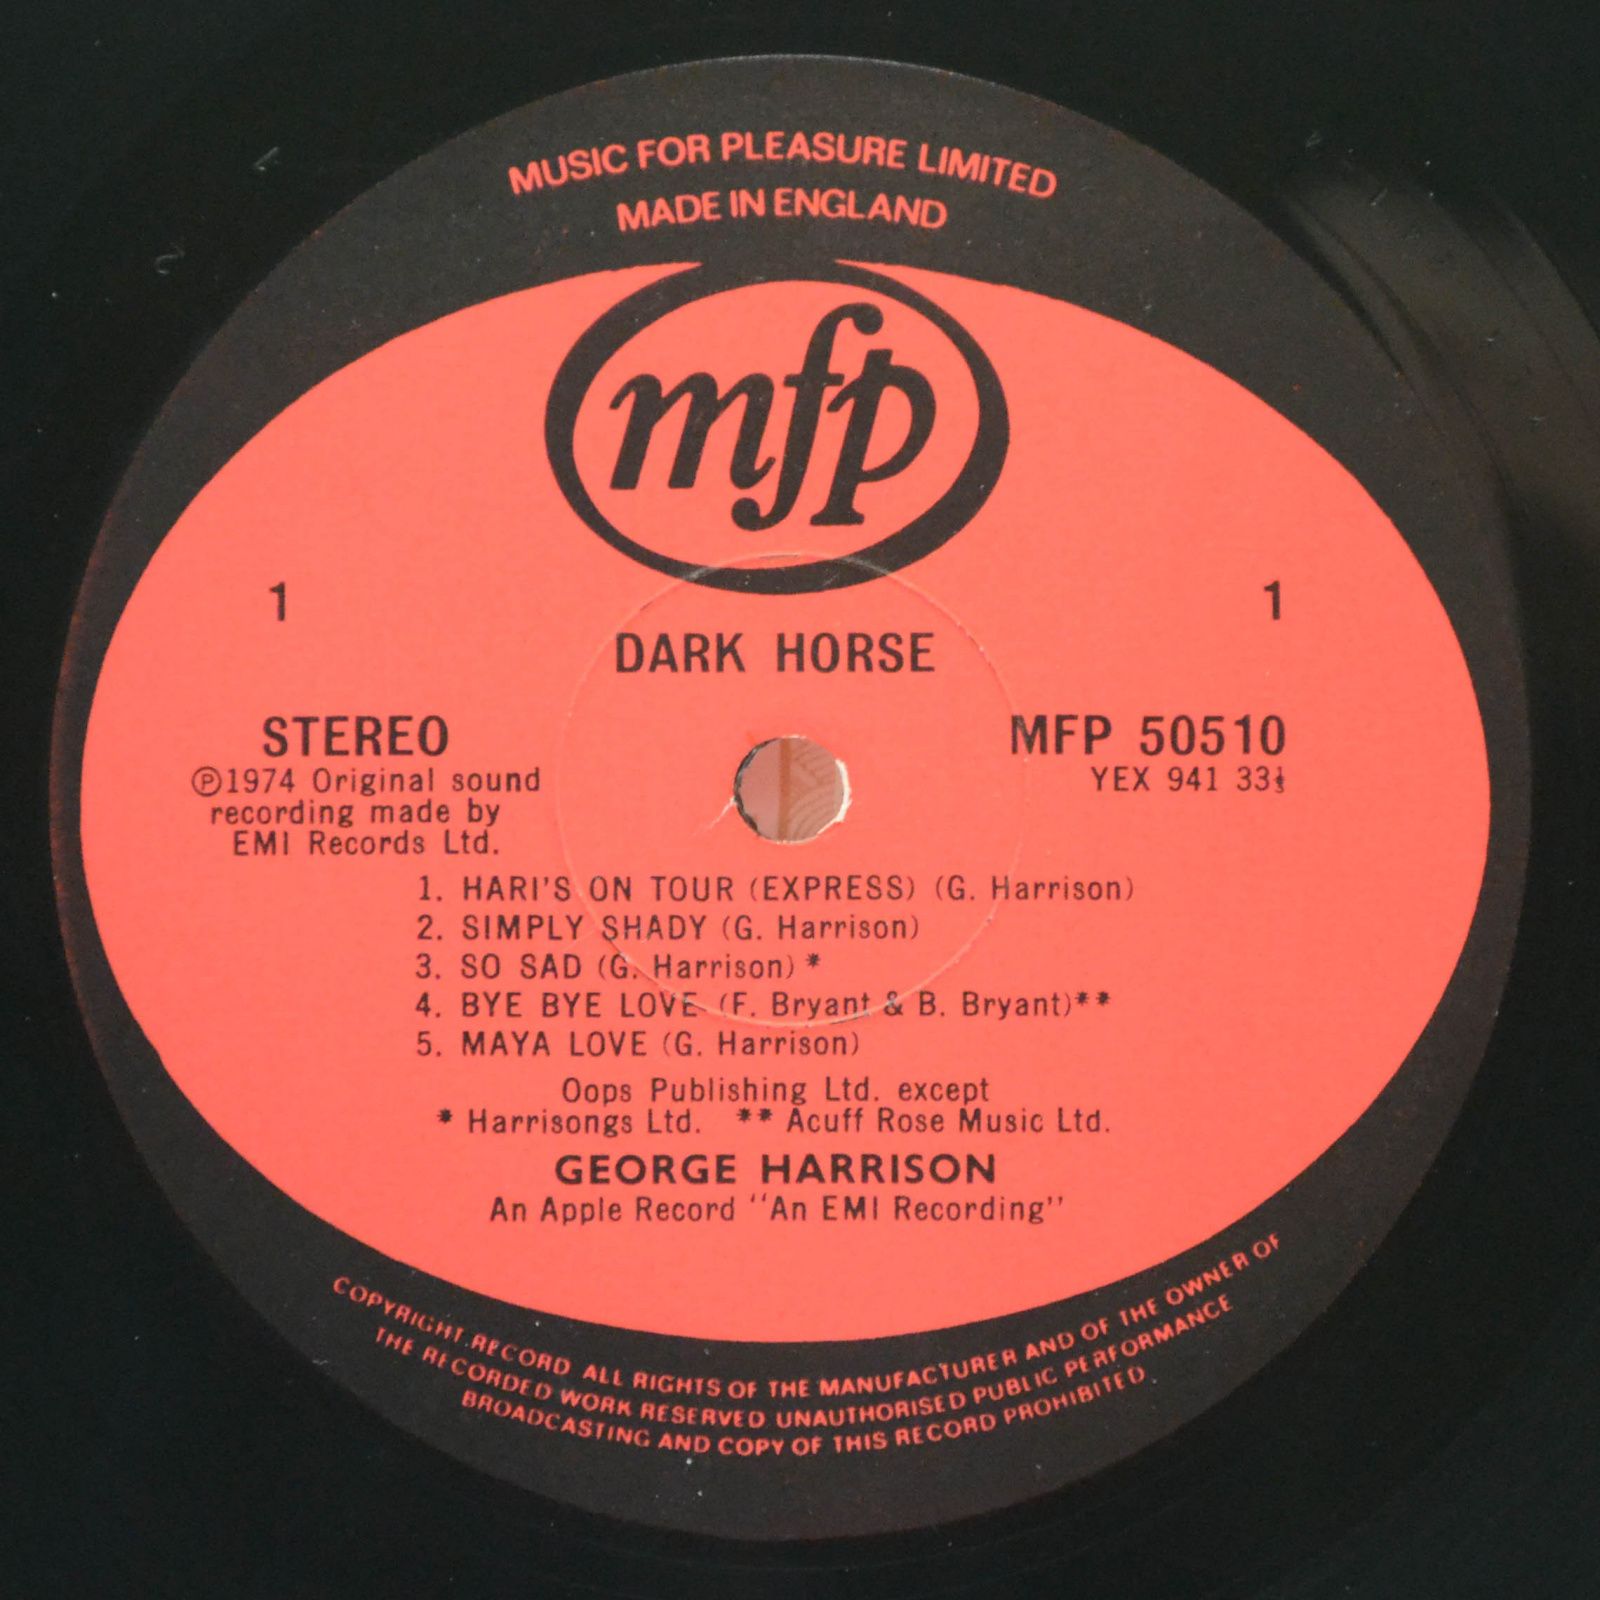 MUSIC FOR PLEASURE LIMITED
MADE IN ENGLAND
mfp
1 1
DARK HORSE
STEREO MFP 50510
℗1974 Original sound YEX 941 33⅓
recording made by
EMI Records Ltd.
1. HARI'S ON TOUR (EXPRESS) (G. Harrison)
2. SIMPLY SHADY (G. Harrison)
3. SO SAD (G. Harrison)*
4. BYE BYE LOVE (F. Bryant & B. Bryant)**
5. MAYA LOVE (G. Harrison)
Oops Publishing Ltd. except
* Harrisongs Ltd. ** Acuff Rose Music Ltd.
GEORGE HARRISON
An Apple Record "An EMI Recording"
COPYRIGHT.RECORD ALL RIGHTS OF THE MANUFACTURER AND OF THE OWNER OF
THE RECORDED WORK RESERVED UNAUTHORISED PUBLIC PERFORMANCE
BROADCASTING AND COPY OF THIS RECORD PROHIBITED.